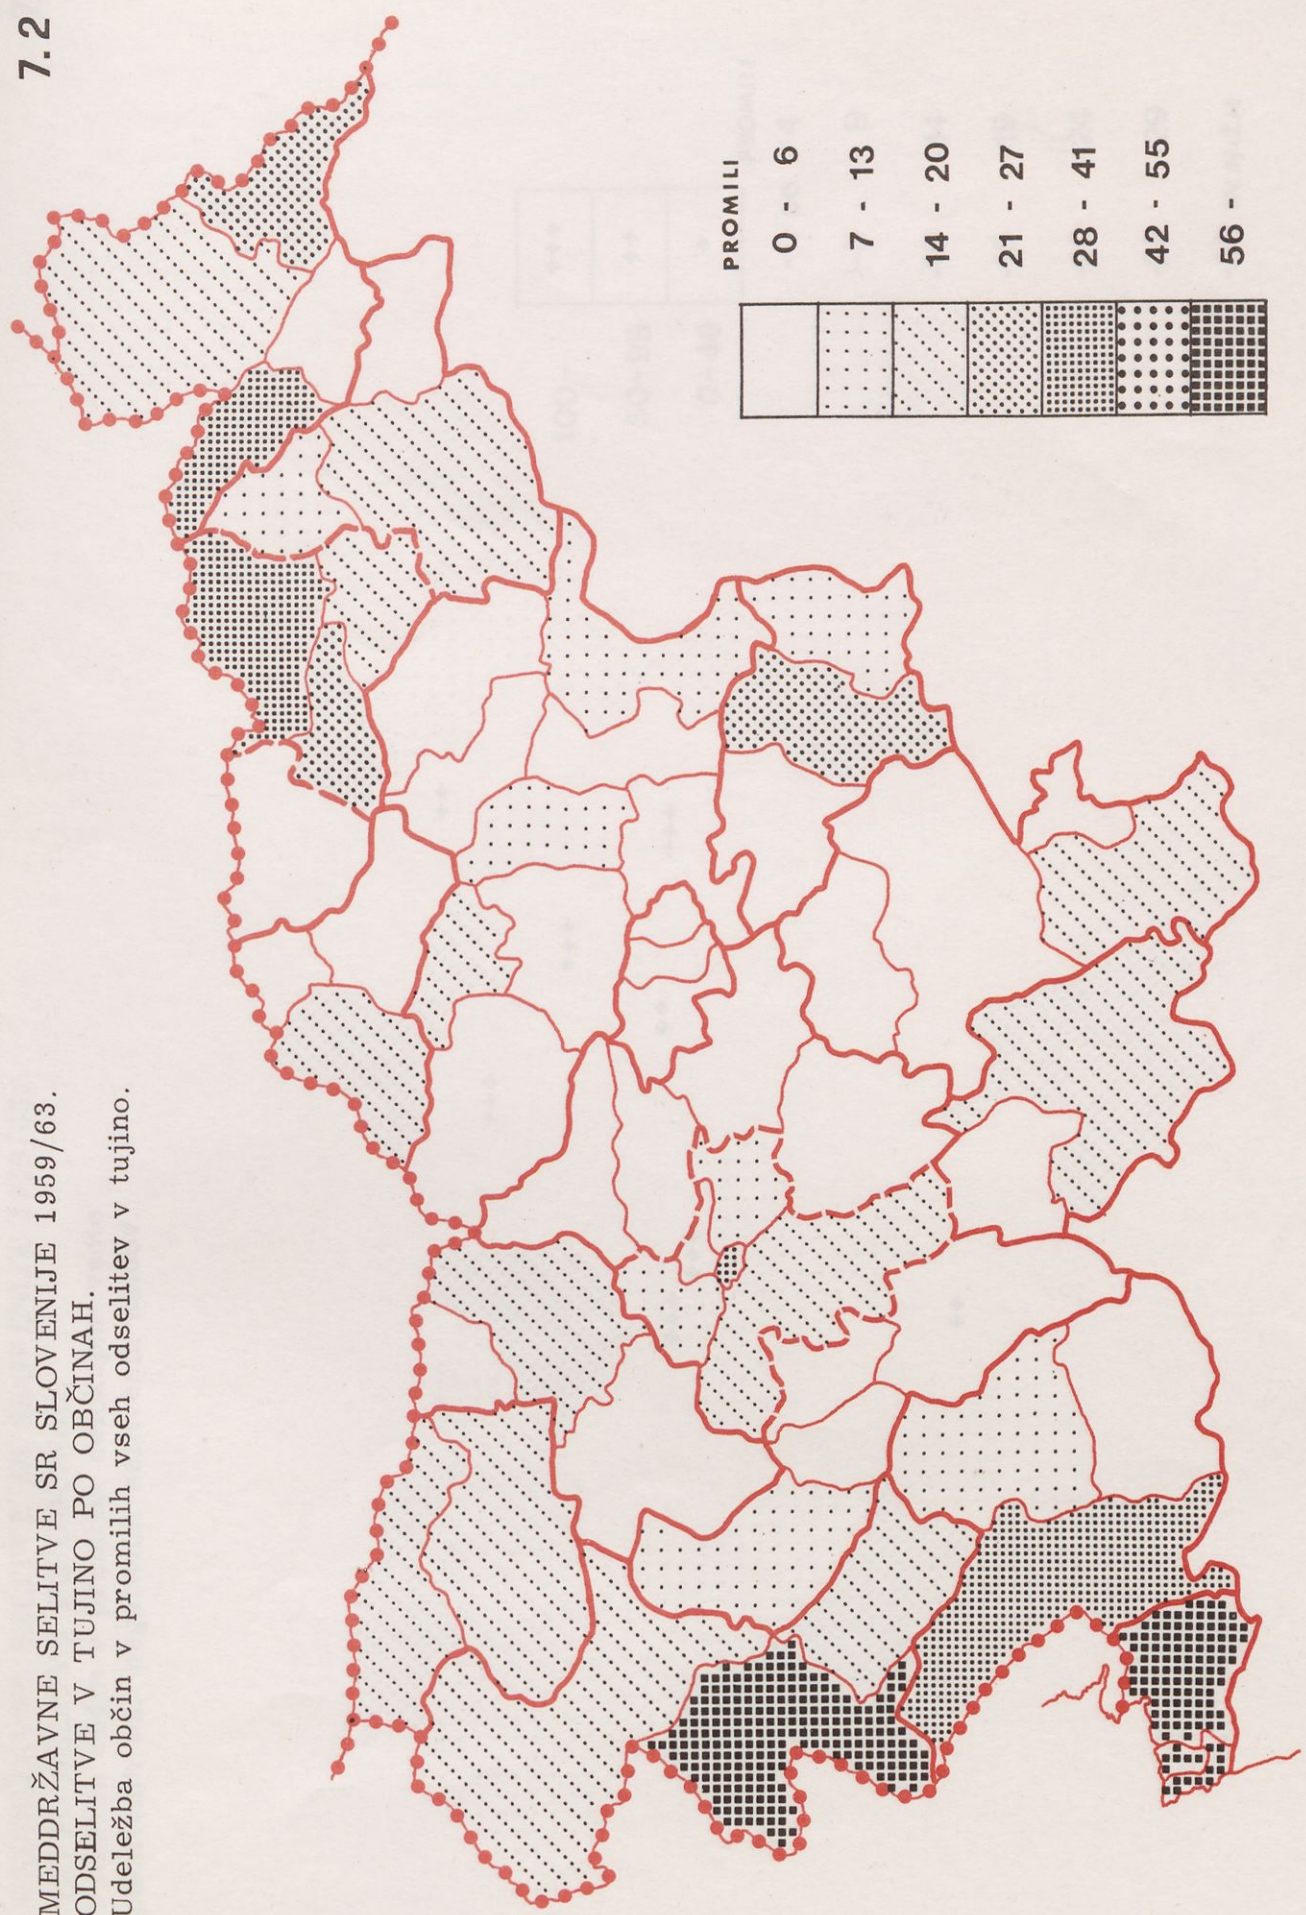 7.2
MEDDRŽAVNE SELITVE SR SLOVENIJE 1959/63.
ODSELITVE V TUJINO PO OBČINAH.
Udeležba občin v promilih vseh odselitev v tujino.
PROMILI
0 - 6
7 - 13
14 - 20
21 - 27
28 - 41
42 - 55
56 -